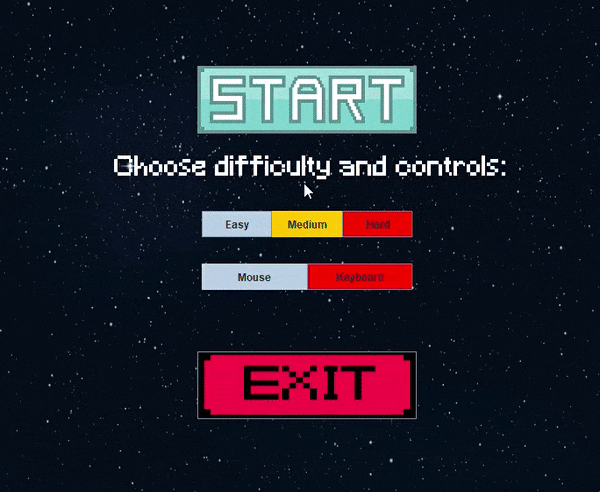 START
Choose difficulty and controls:
Easy Medium Hard
Mouse Keyboard
EXIT